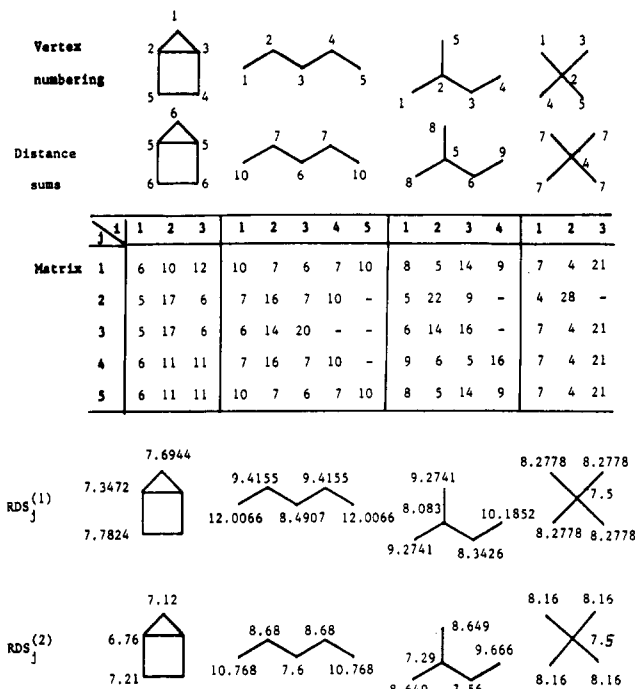 1
Vertex 2 3 2 4 5 1 3
numbering 1 3 5 2 4 2
5 4 1 3 4 5
6 7 7 8 7 7
Distance 5 5 5 9 4
sums 6 6 10 6 10 8 6 7 7
j i 1 2 3 1 2 3 4 5 1 2 3 4 1 2 3
Matrix 1 6 10 12 10 7 6 7 10 8 5 14 9 7 4 21
2 5 17 6 7 16 7 10 - 5 22 9 - 4 28 -
3 5 17 6 6 14 20 - - 6 14 16 - 7 4 21
4 6 11 11 7 16 7 10 - 9 6 5 16 7 4 21
5 6 11 11 10 7 6 7 10 8 5 14 9 7 4 21
7.6944 9.4155 9.4155 9.2741 8.2778 8.2778
RDSj(1) 7.3472 8.083 10.1852 7.5
7.7824 12.0066 8.4907 12.0066 9.2741 8.3426 8.2778 8.2778
7.12 8.68 8.68 8.649 8.16 8.16
RDSj(2) 6.76 7.29 9.666 7.5
7.21 10.768 7.6 10.768 8.16 8.16